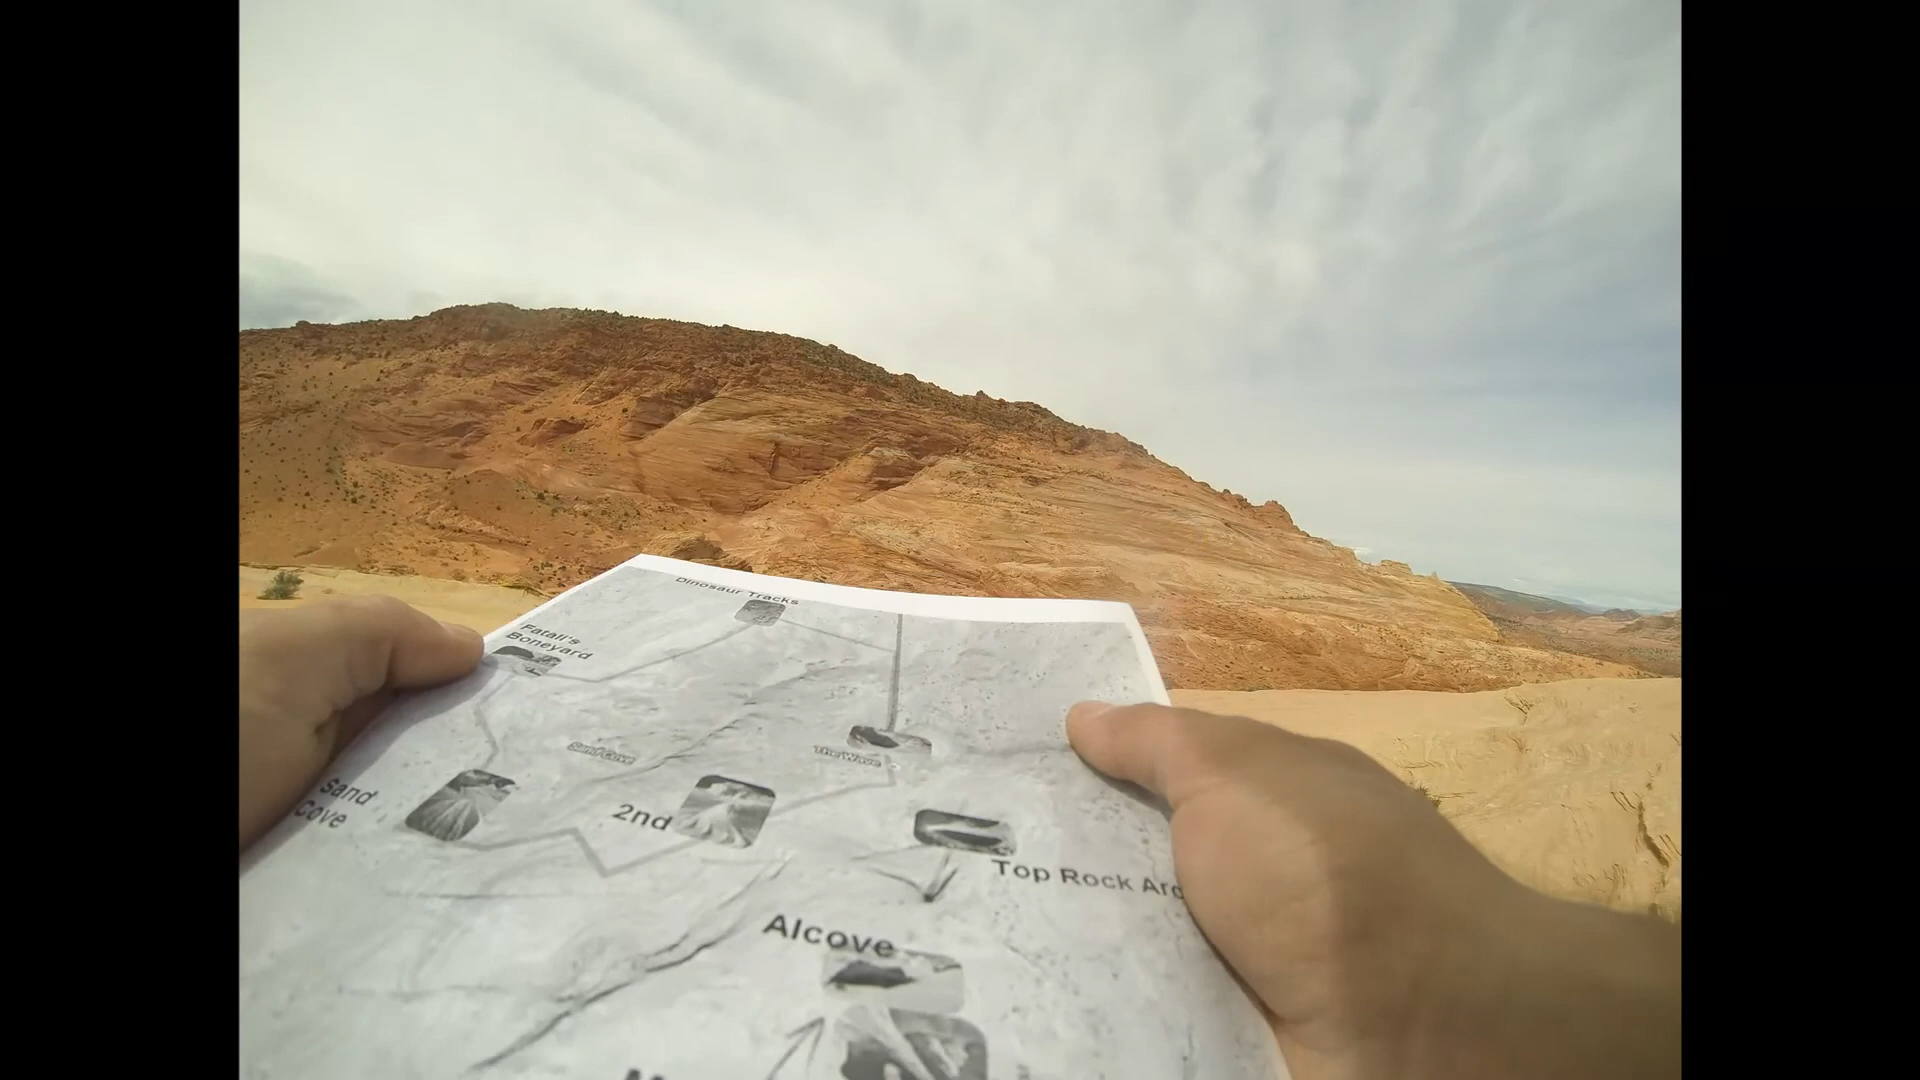 Dinosaur Tracks
Fatali's
Boneyard
Sand Cove
The Wave
Sand
Cove
2nd
Top Rock Arc
Alcove